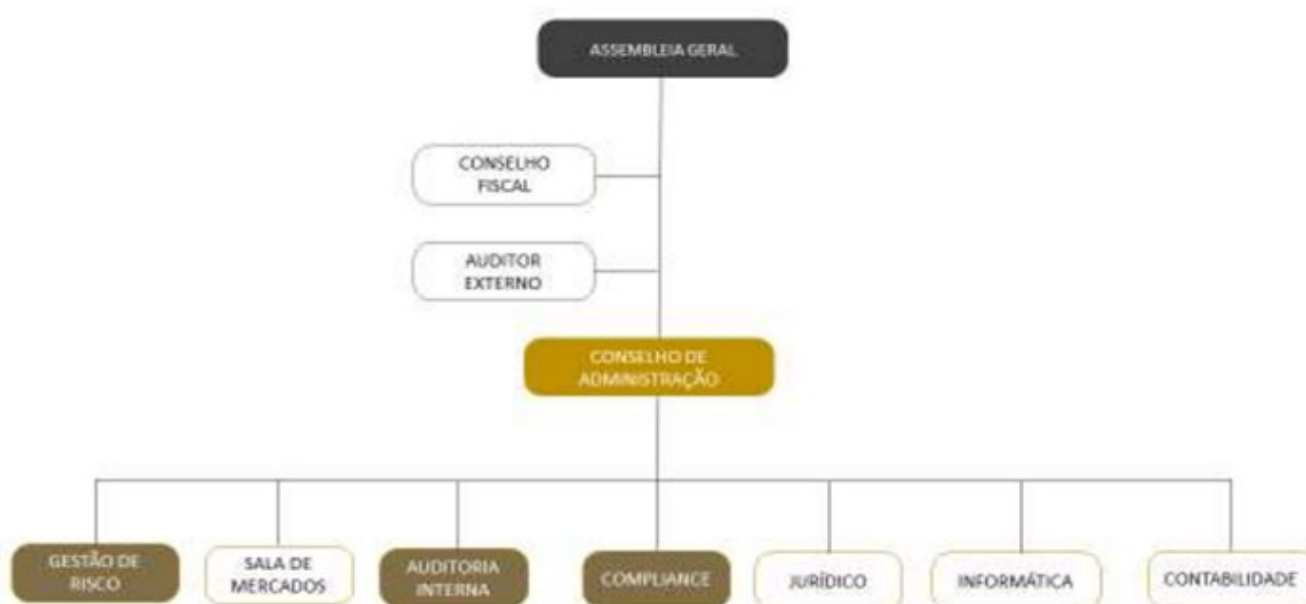 ASSEMBLEIA GERAL
CONSELHO
FISCAL
AUDITOR
EXTERNO
CONSELHO DE
ADMINISTRAÇÃO
GESTÃO DE
RISCO
SALA DE
MERCADOS
AUDITORIA
INTERNA
COMPLIANCE
JURÍDICO
INFORMÁTICA
CONTABILIDADE